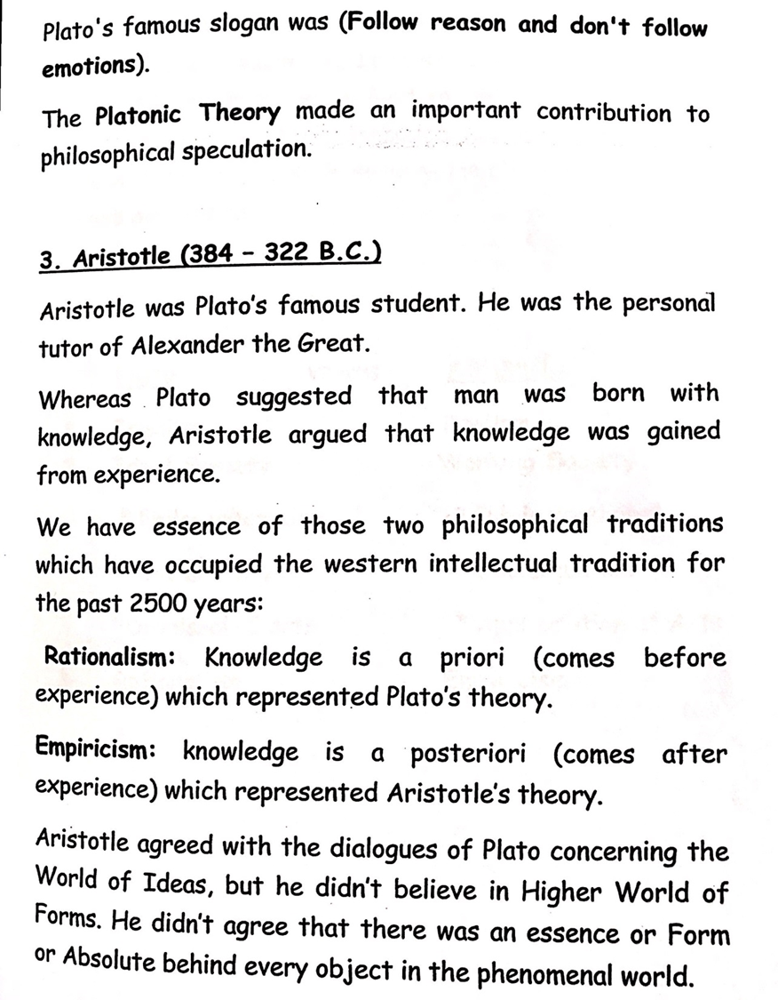 Plato's famous slogan was (Follow reason and don't follow
emotions).
The Platonic Theory made an important contribution to
philosophical speculation.
3. Aristotle (384 - 322 B.C.)
Aristotle was Plato's famous student. He was the personal
tutor of Alexander the Great.
Whereas Plato suggested that man was born with
knowledge, Aristotle argued that knowledge was gained
from experience.
We have essence of those two philosophical traditions
which have occupied the western intellectual tradition for
the past 2500 years:
Rationalism: Knowledge is a priori (comes before
experience) which represented Plato's theory.
Empiricism: knowledge is a posteriori (comes after
experience) which represented Aristotle's theory.
Aristotle agreed with the dialogues of Plato concerning the
World of Ideas, but he didn't believe in Higher World of
Forms. He didn't agree that there was an essence or Form
or Absolute behind every object in the phenomenal world.